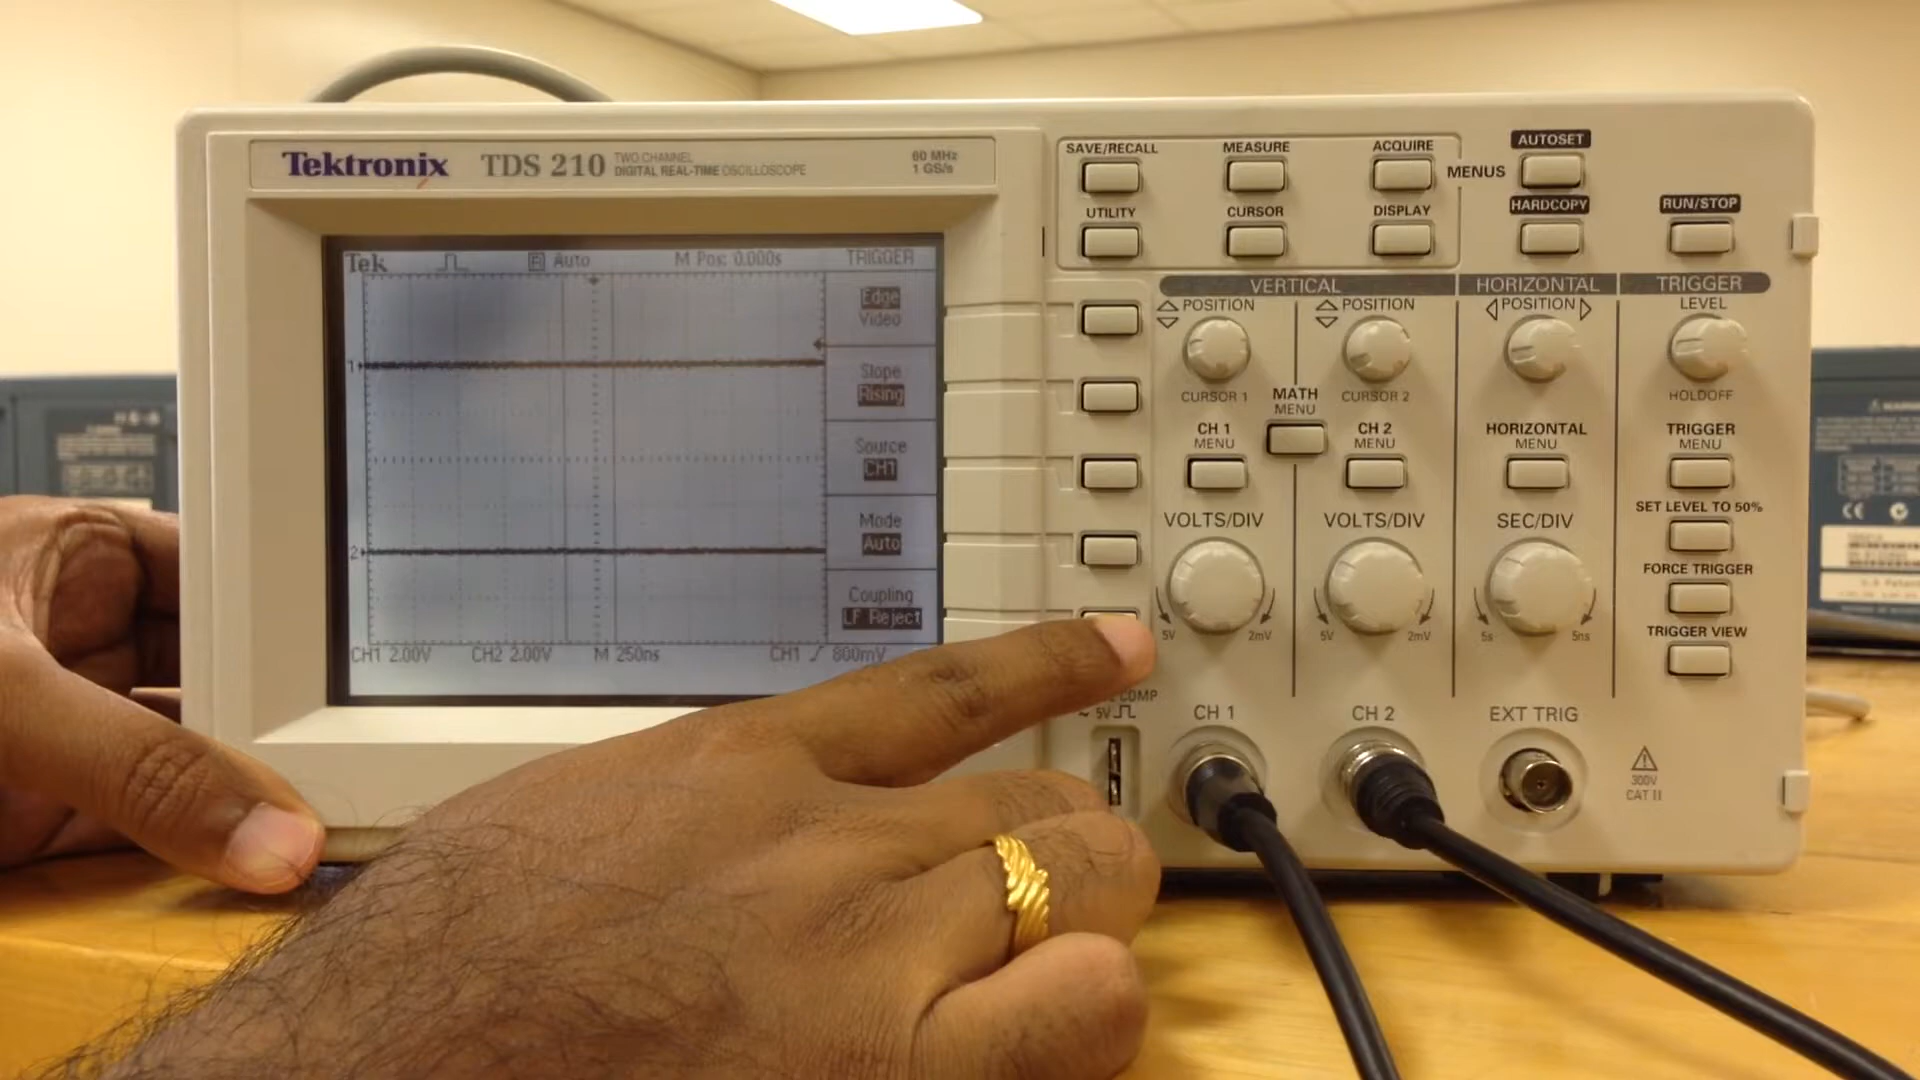 Tektronix TDS 210 TWO CHANNEL
DIGITAL REAL-TIME OSCILLOSCOPE
60 MHz
1 GS/s
Tek Auto M Pos: 0.000s TRIGGER
Edge
Video
Slope
Rising
Source
CH1
Mode
Auto
Coupling
LF Reject
1
2
CH1 2.00V CH2 2.00V M 250ns CH1 800mV
SAVE/RECALL MEASURE ACQUIRE
MENUS
UTILITY CURSOR DISPLAY
AUTOSET
HARDCOPY
RUN/STOP
VERTICAL HORIZONTAL TRIGGER
POSITION POSITION POSITION LEVEL
CURSOR 1 CURSOR 2 HOLDOFF
MATH
MENU
CH 1 CH 2 HORIZONTAL TRIGGER
MENU MENU MENU MENU
SET LEVEL TO 50%
VOLTS/DIV VOLTS/DIV SEC/DIV
FORCE TRIGGER
5V 2mV 5V 2mV 5s 5ns
TRIGGER VIEW
COMP
~ 5V
CH 1 CH 2 EXT TRIG
300V
CAT II
CE